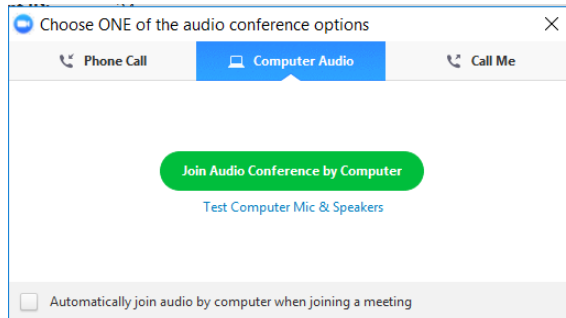 Choose ONE of the audio conference options
Phone Call
Computer Audio
Call Me
Join Audio Conference by Computer
Test Computer Mic & Speakers
Automatically join audio by computer when joining a meeting